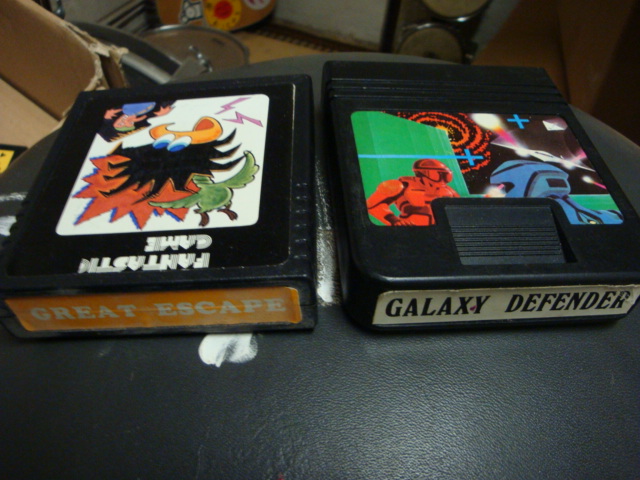 FANTASTIC
GAME
GREAT ESCAPE
GALAXY DEFENDER